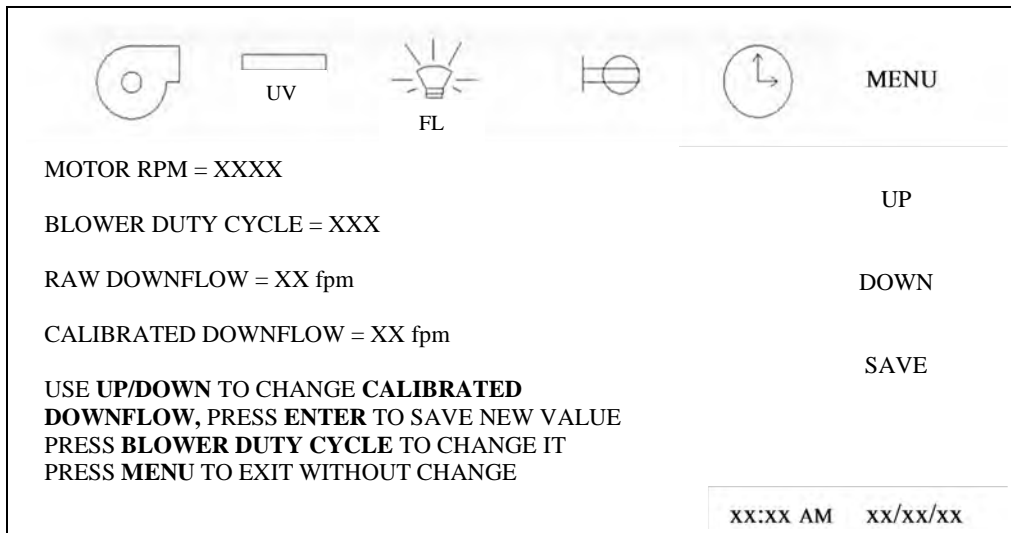 UV
FL
MENU
MOTOR RPM = XXXX
UP
BLOWER DUTY CYCLE = XXX
RAW DOWNFLOW = XX fpm
DOWN
CALIBRATED DOWNFLOW = XX fpm
SAVE
USE UP/DOWN TO CHANGE CALIBRATED
DOWNFLOW, PRESS ENTER TO SAVE NEW VALUE
PRESS BLOWER DUTY CYCLE TO CHANGE IT
PRESS MENU TO EXIT WITHOUT CHANGE
xx:xx AM xx/xx/xx